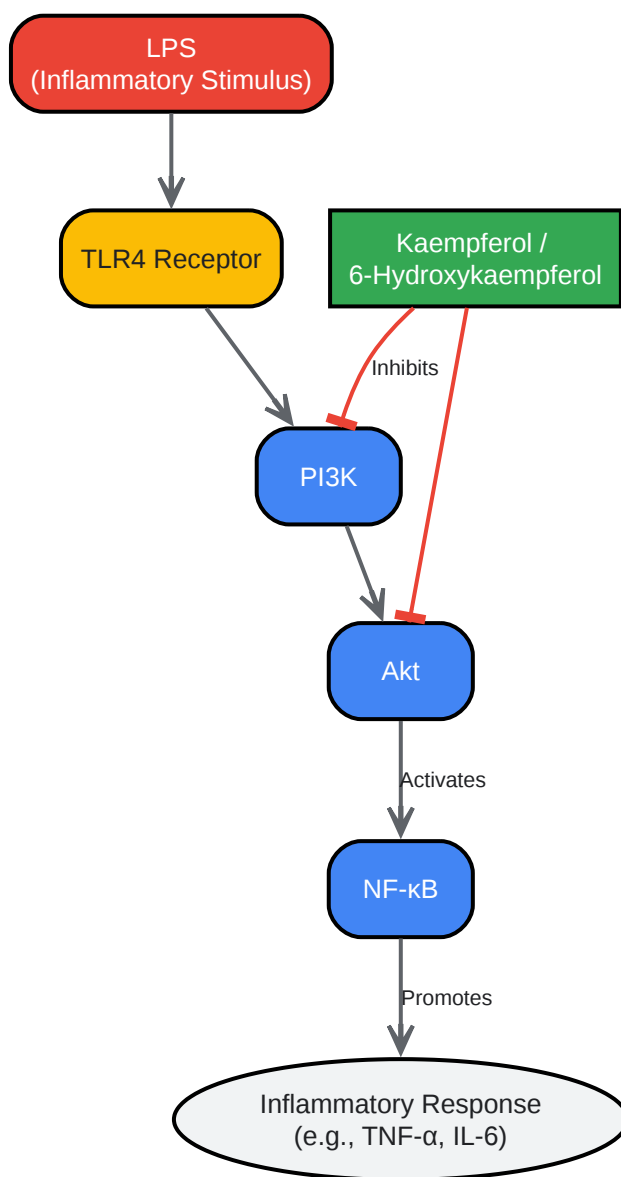 LPS
(Inflammatory Stimulus)
TLR4 Receptor
Kaempferol /
6-Hydroxykaempferol
Inhibits
PI3K
Akt
Activates
NF-κB
Promotes
Inflammatory Response
(e.g., TNF-α, IL-6)